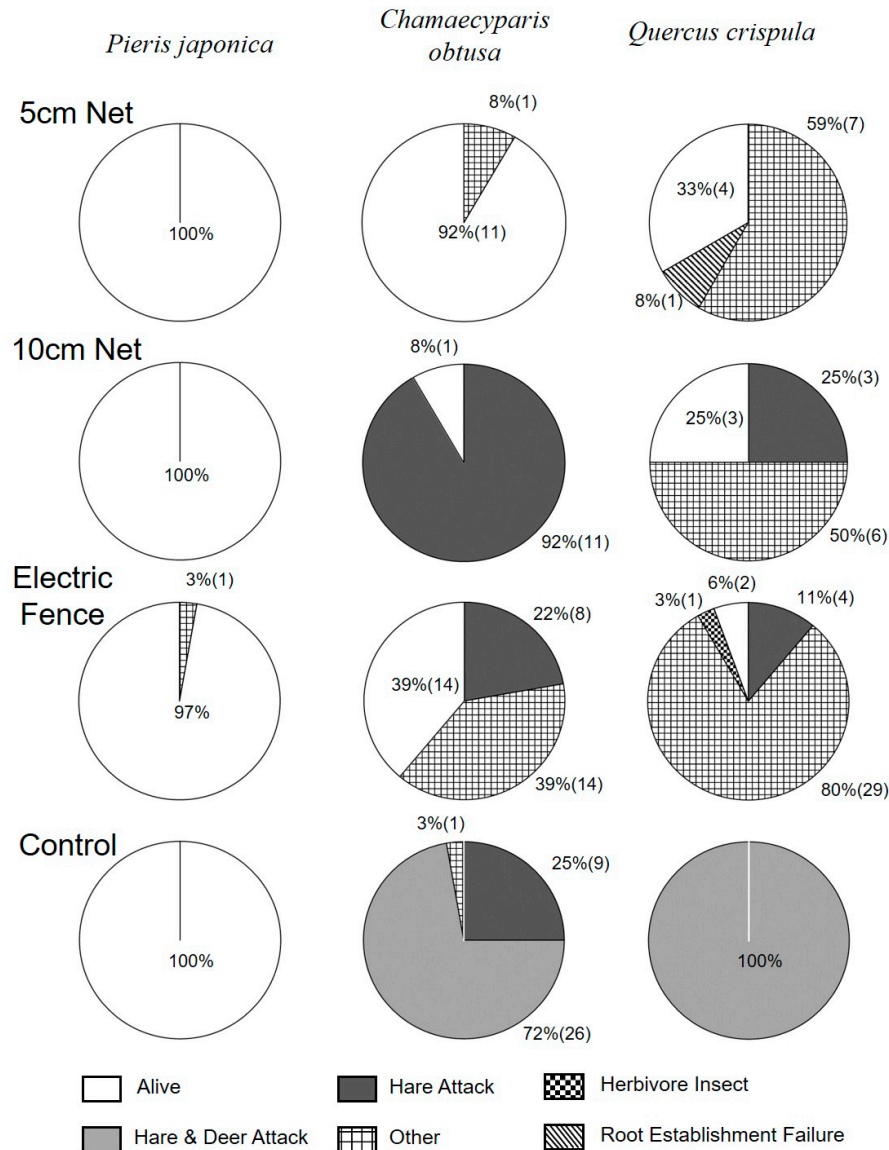 Pieris japonica
Chamaecyparis
obtusa
Quercus crispula
5cm Net
100%
8%(1)
92%(11)
59%(7)
33%(4)
8%(1)
10cm Net
100%
8%(1)
92%(11)
25%(3)
25%(3)
50%(6)
Electric
Fence
3%(1)
97%
22%(8)
39%(14)
39%(14)
3%(1)
6%(2)
11%(4)
80%(29)
Control
100%
3%(1)
25%(9)
72%(26)
100%
Alive
Hare Attack
Herbivore Insect
Hare & Deer Attack
Other
Root Establishment Failure